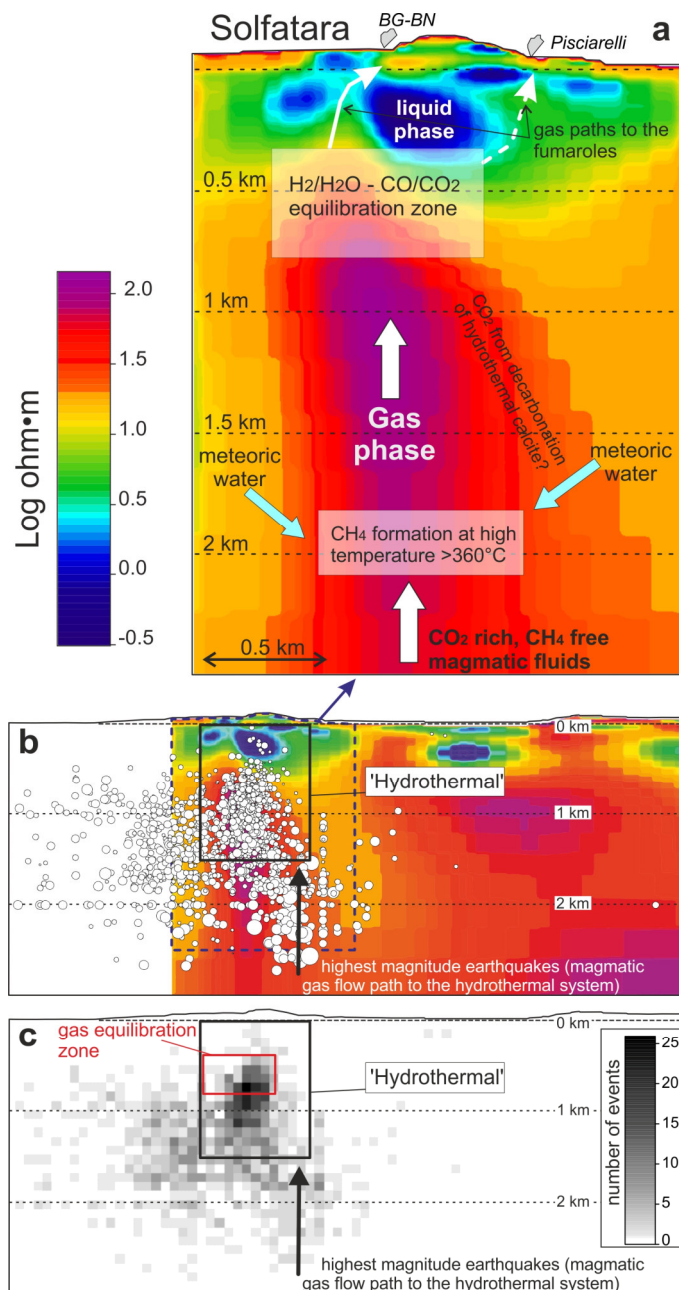 Solfatara
BG-BN
Pisciarelli
a
liquid
phase
gas paths to the
fumaroles
0.5 km
H2/H2O - CO/CO2
equilibration zone
1 km
CO2 from decarbonation
of hydrothermal calcite?
Gas
phase
1.5 km
meteoric
water
meteoric
water
CH4 formation at high
temperature >360°C
2 km
0.5 km
CO2 rich, CH4 free
magmatic fluids
Log ohm•m
2.0
1.5
1.0
0.5
0.0
-0.5
b
0 km
'Hydrothermal'
1 km
2 km
highest magnitude earthquakes (magmatic
gas flow path to the hydrothermal system)
c
gas equilibration
zone
0 km
'Hydrothermal'
1 km
2 km
number of events
25
20
15
10
5
0
highest magnitude earthquakes (magmatic
gas flow path to the hydrothermal system)